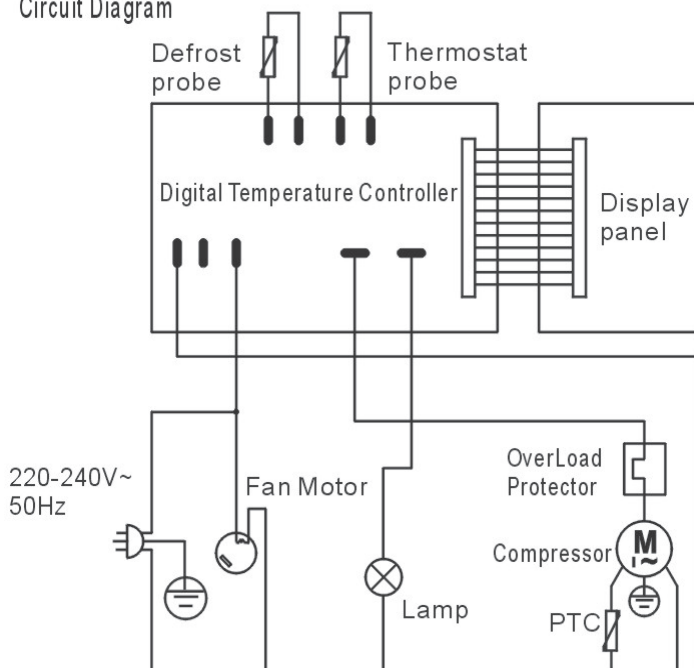 Circuit Diagram
Defrost
probe
Thermostat
probe
Digital Temperature Controller
Display
panel
220-240V~
50Hz
Fan Motor
OverLoad
Protector
Compressor
M
1~
Lamp
PTC